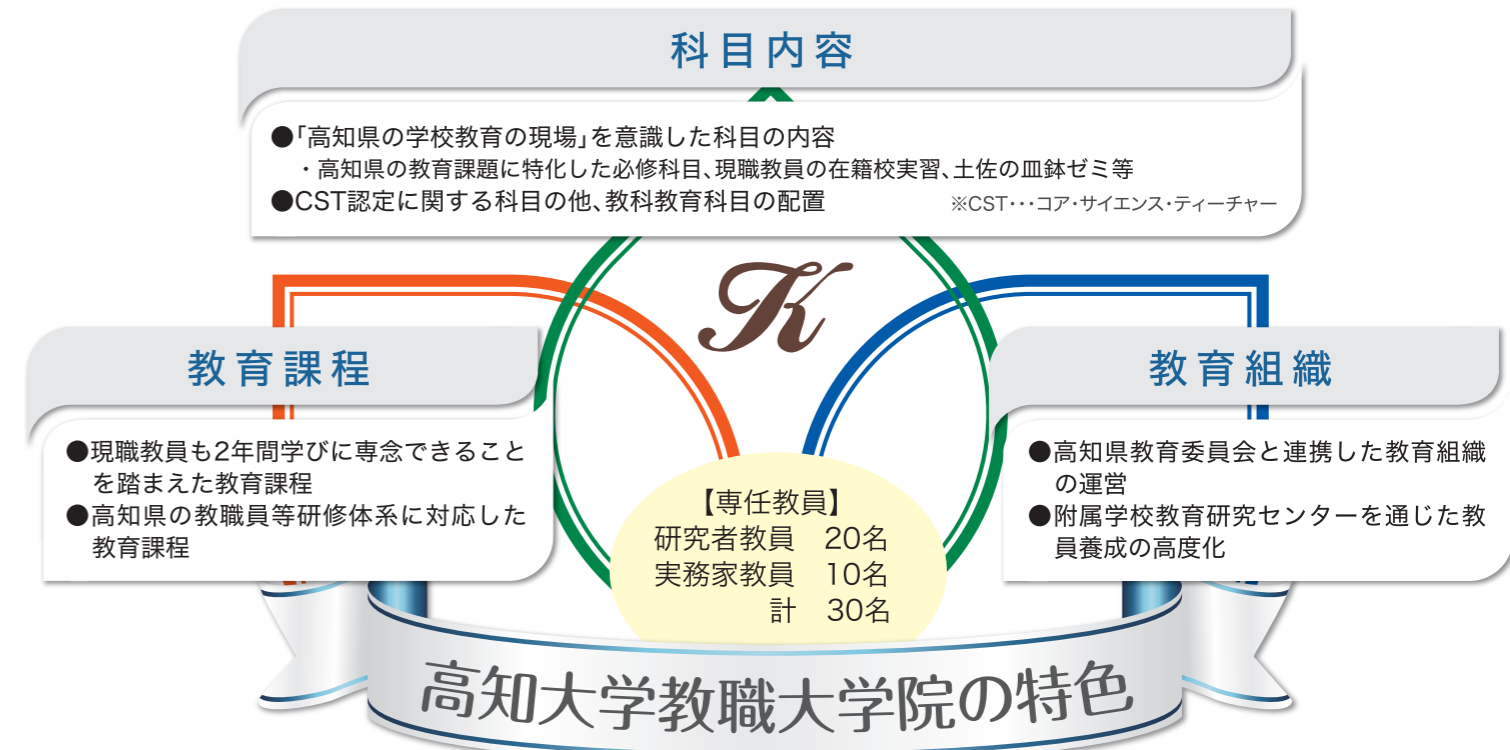 科目内容
●「高知県の学校教育の現場」を意識した科目の内容
・高知県の教育課題に特化した必修科目、現職教員の在籍校実習、土佐の皿鉢ゼミ等
●CST認定に関する科目の他、教科教育科目の配置　※CST・・・コア・サイエンス・ティーチャー
K
教育課程
●現職教員も2年間学びに専念できること
を踏まえた教育課程
●高知県の教職員等研修体系に対応した
教育課程
教育組織
●高知県教育委員会と連携した教育組織
の運営
●附属学校教育研究センターを通じた教
員養成の高度化
【専任教員】
研究者教員　20名
実務家教員　10名
計　30名
高知大学教職大学院の特色